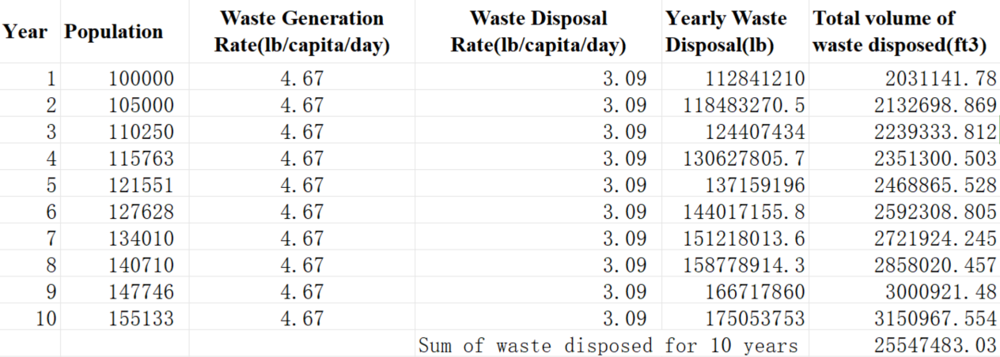 Year Population Waste Generation Rate(lb/capita/day) Waste Disposal Rate(lb/capita/day) Yearly Waste Disposal(lb) Total volume of waste disposed(ft3)
1 100000 4.67 3.09 112841210 2031141.78
2 105000 4.67 3.09 118483270.5 2132698.869
3 110250 4.67 3.09 124407434 2239333.812
4 115763 4.67 3.09 130627805.7 2351300.503
5 121551 4.67 3.09 137159196 2468865.528
6 127628 4.67 3.09 144017155.8 2592308.805
7 134010 4.67 3.09 151218013.6 2721924.245
8 140710 4.67 3.09 158778914.3 2858020.457
9 147746 4.67 3.09 166717860 3000921.48
10 155133 4.67 3.09 175053753 3150967.554
Sum of waste disposed for 10 years 25547483.03